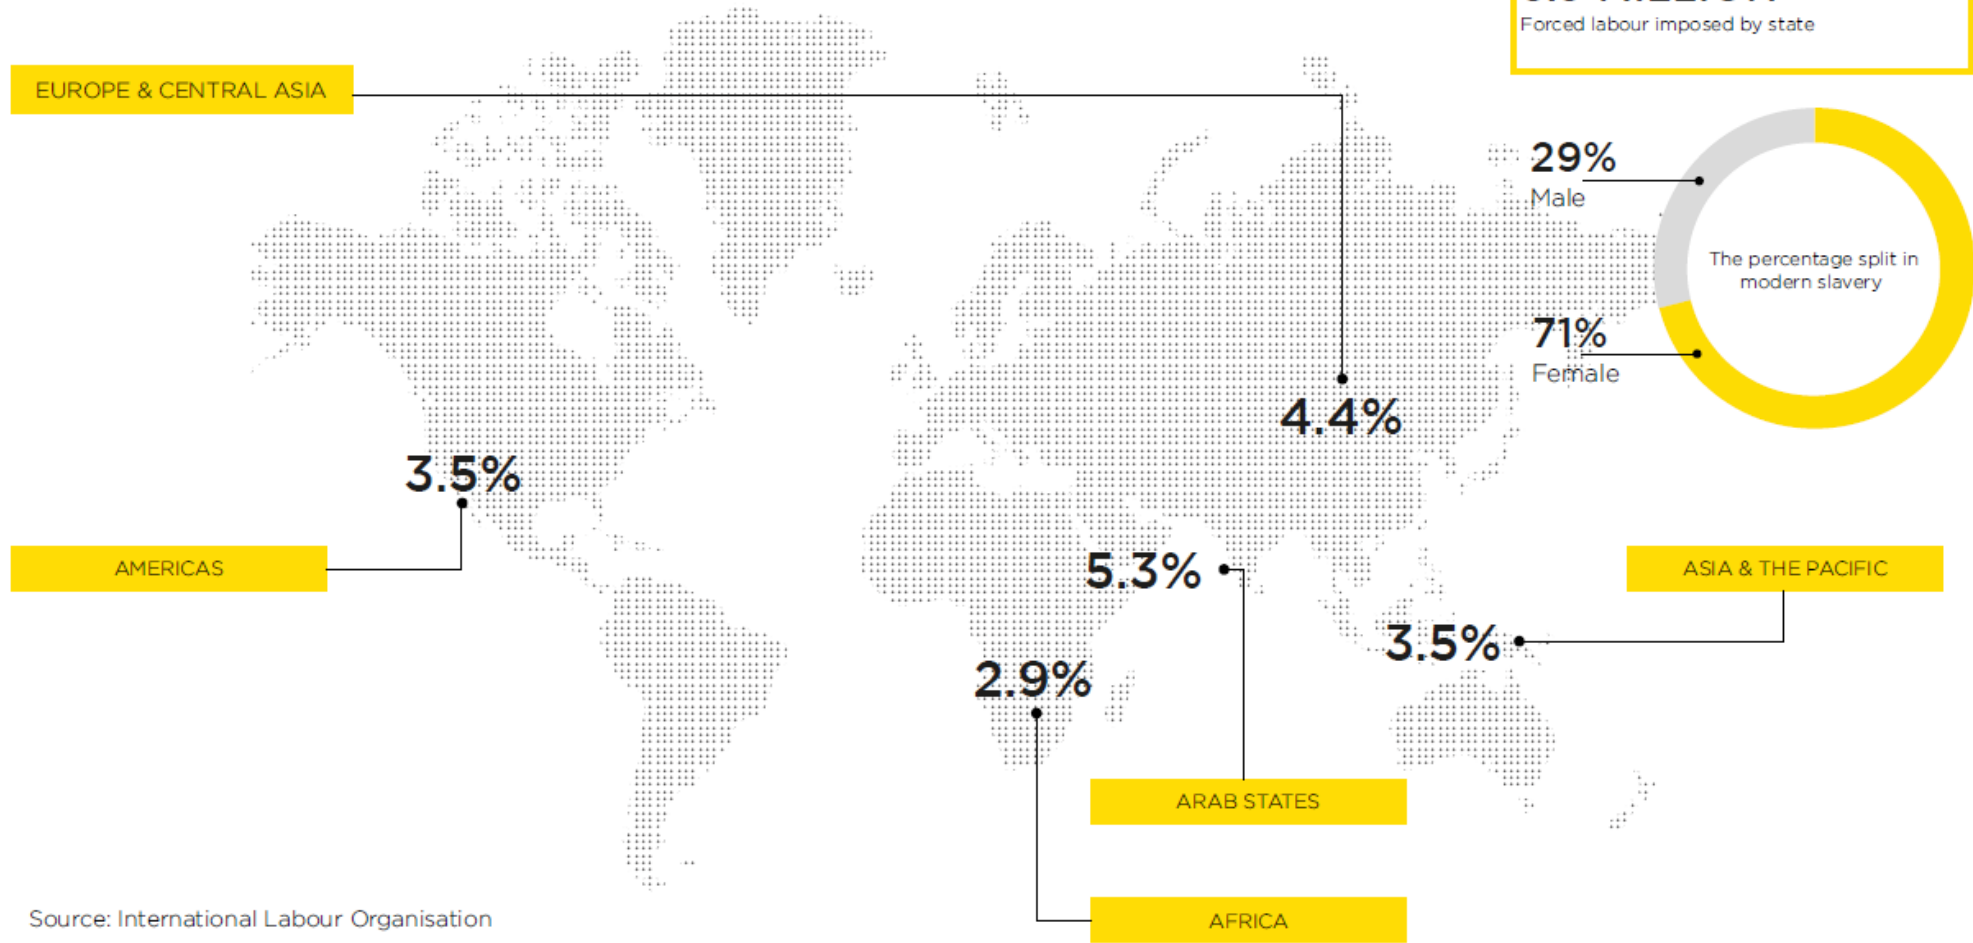 Forced labour imposed by state
EUROPE & CENTRAL ASIA
29%
Male
The percentage split in
modern slavery
71%
Female
4.4%
3.5%
AMERICAS
5.3%
ASIA & THE PACIFIC
3.5%
2.9%
ARAB STATES
AFRICA
Source: International Labour Organisation